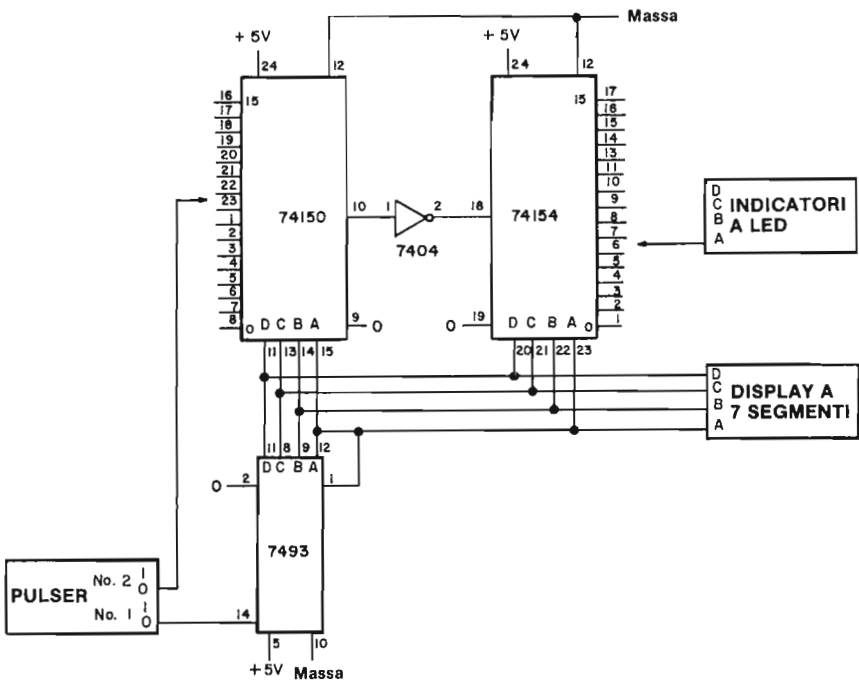 Massa
+ 5V
+ 5V
24
12
24
12
16
15
17
18
19
20
21
22
23
1
2
3
4
5
6
7
8
0
74150
10
1
2
7404
18
74154
15
17
16
15
14
13
11
10
9
8
7
6
5
4
3
2
1
0
D C B A
9
0
0
19
D C B A
11 13 14 15
20 21 22 23
D
C
B
A
INDICATORI
A LED
D
C
B
A
DISPLAY A
7 SEGMENTI
11 8 9 12
D C B A
0
2
1
7493
PULSER
No. 2
1
0
No. 1
1
0
14
5
10
+5V
Massa